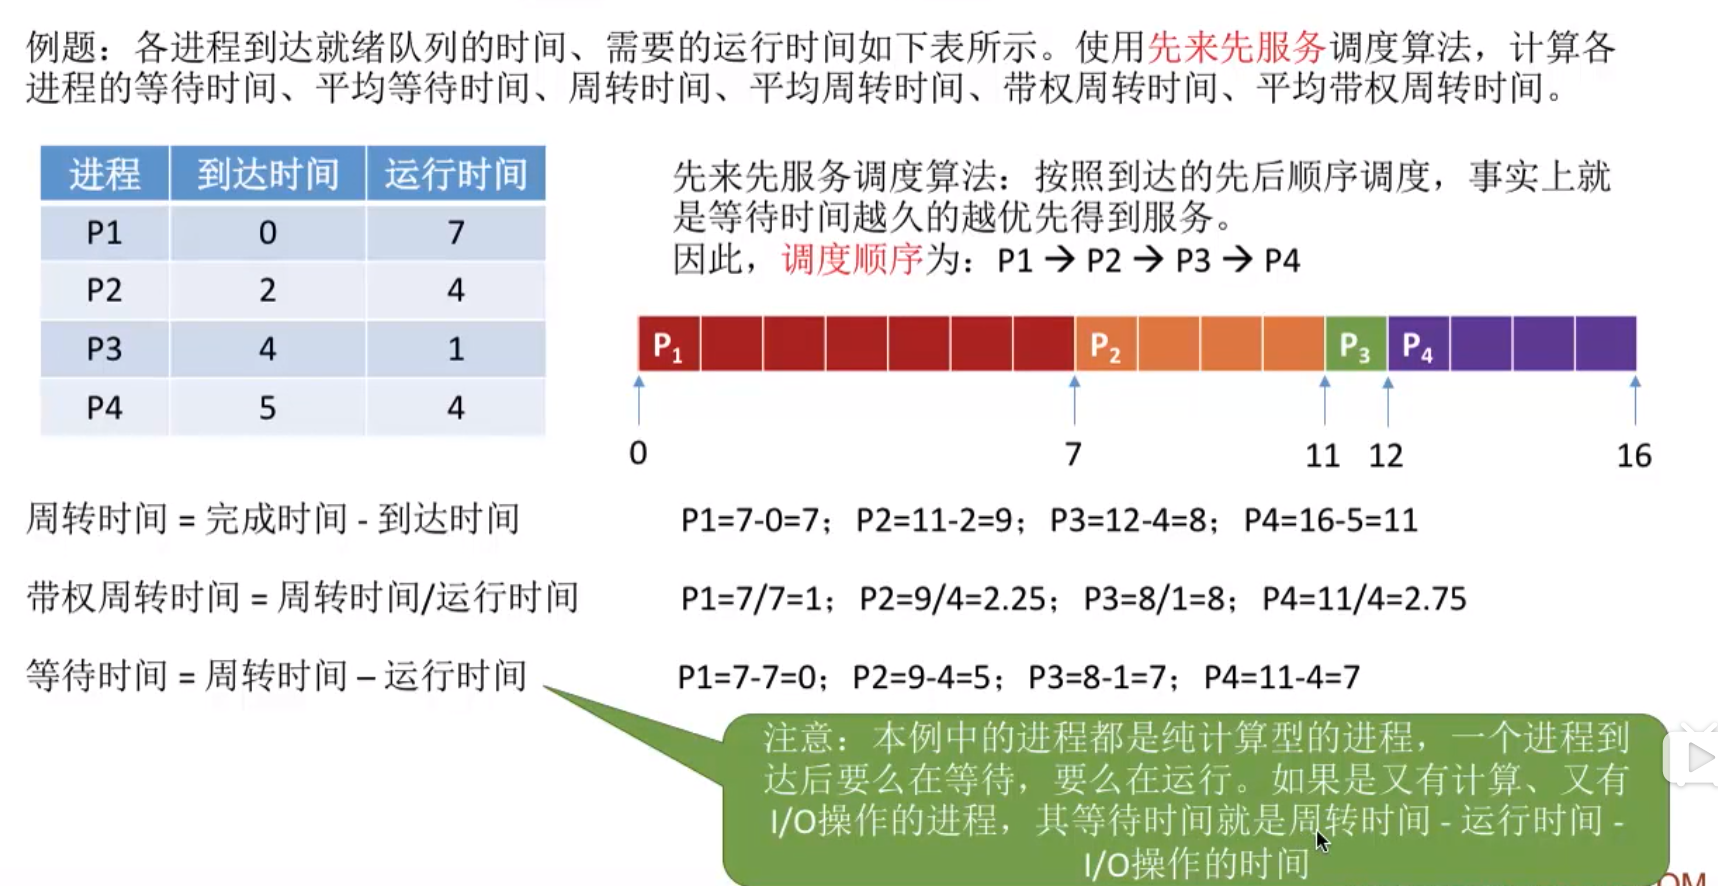 例题：各进程到达就绪队列的时间、需要的运行时间如下表所示。使用先来先服务调度算法，计算各
进程的等待时间、平均等待时间、周转时间、平均周转时间、带权周转时间、平均带权周转时间。
进程 到达时间 运行时间
P1 0 7
P2 2 4
P3 4 1
P4 5 4
先来先服务调度算法：按照到达的先后顺序调度，事实上就
是等待时间越久的越优先得到服务。
因此，调度顺序为：P1 → P2 → P3 → P4
P₁ P₂ P₃ P₄
0 7 11 12 16
周转时间 = 完成时间 - 到达时间
P1=7-0=7；P2=11-2=9；P3=12-4=8；P4=16-5=11
带权周转时间 = 周转时间/运行时间
P1=7/7=1；P2=9/4=2.25；P3=8/1=8；P4=11/4=2.75
等待时间 = 周转时间 – 运行时间
P1=7-7=0；P2=9-4=5；P3=8-1=7；P4=11-4=7
注意：本例中的进程都是纯计算型的进程，一个进程到
达后要么在等待，要么在运行。如果是又有计算、又有
I/O操作的进程，其等待时间就是周转时间 - 运行时间 -
I/O操作的时间